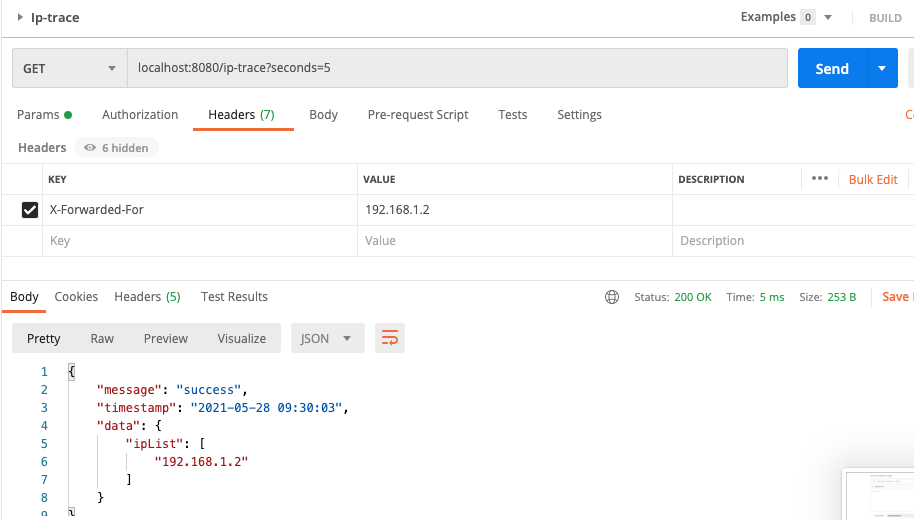 Ip-trace Examples 0 BUILD
GET localhost:8080/ip-trace?seconds=5 Send
Params Authorization Headers (7) Body Pre-request Script Tests Settings
Headers 6 hidden
KEY VALUE DESCRIPTION ••• Bulk Edit
X-Forwarded-For 192.168.1.2
Key Value Description
Body Cookies Headers (5) Test Results Status: 200 OK Time: 5 ms Size: 253 B Save
Pretty Raw Preview Visualize JSON
1 {
2 "message": "success",
3 "timestamp": "2021-05-28 09:30:03",
4 "data": {
5 "ipList": [
6 "192.168.1.2"
7 ]
8 }
9 }